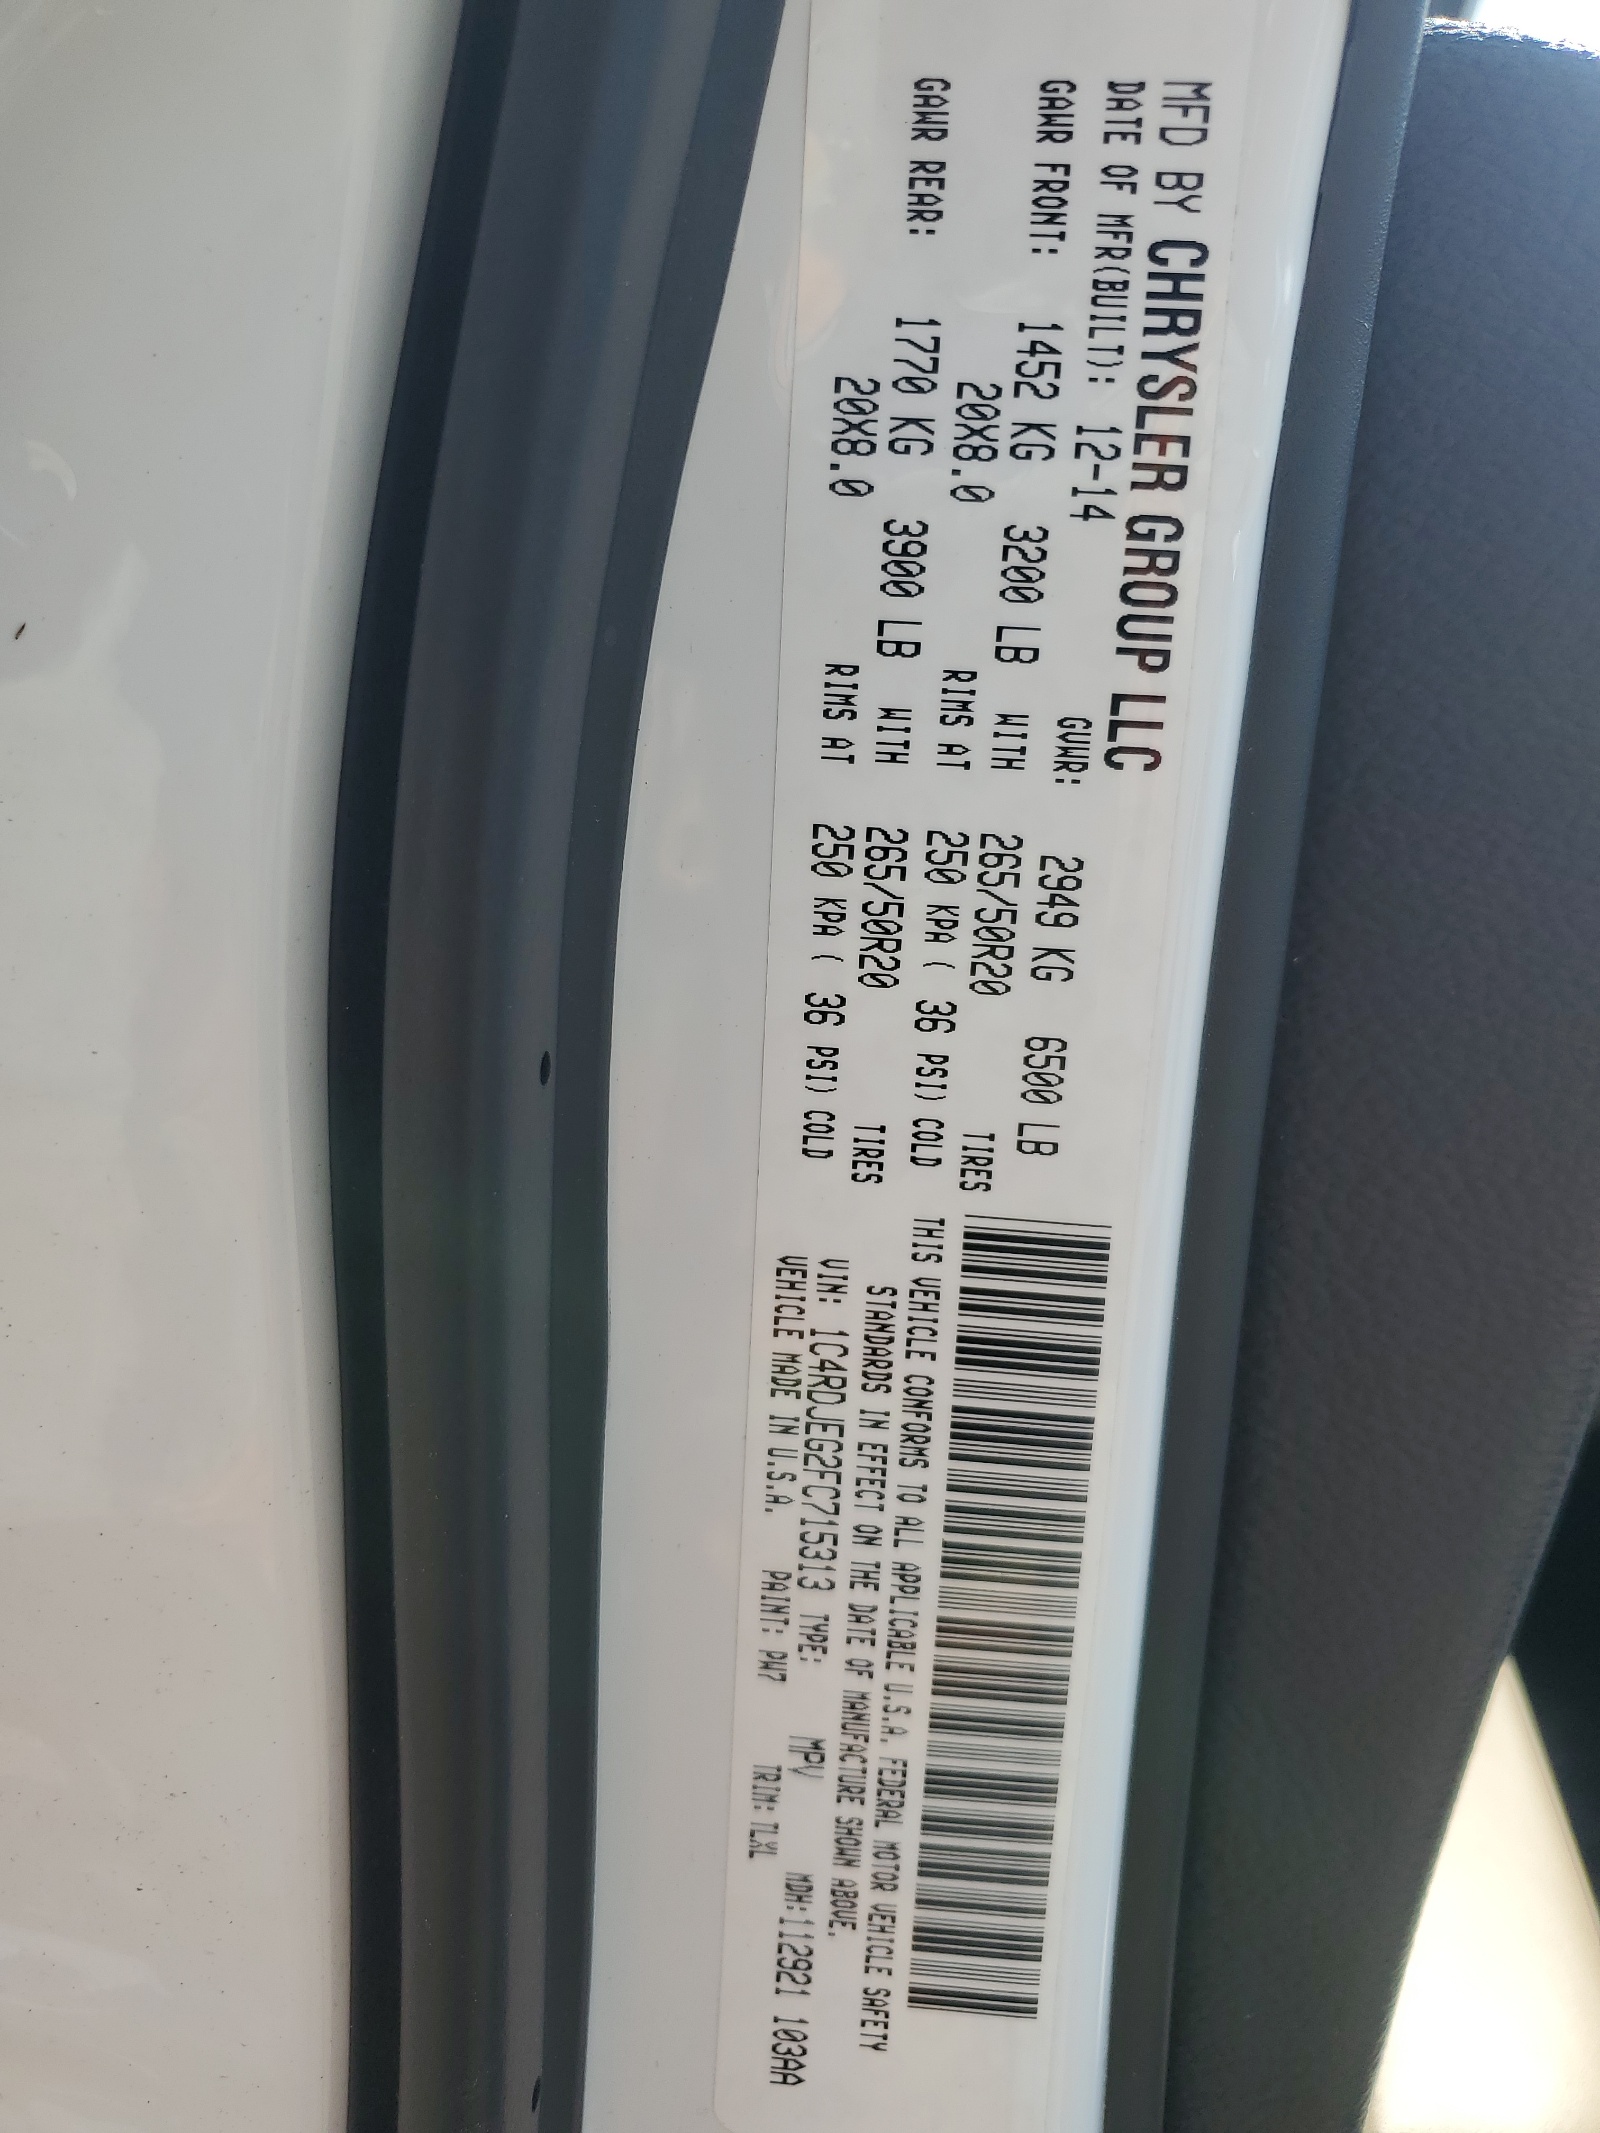 MFD BY CHRYSLER GROUP LLC
DATE OF MFR(BUILT): 12-14 GVWR: 2949 KG 6500 LB
GAWR FRONT: 1452 KG 3200 LB WITH 265/50R20 TIRES
20X8.0 RIMS AT 250 KPA ( 36 PSI) COLD
GAWR REAR: 1770 KG 3900 LB WITH 265/50R20 TIRES
20X8.0 RIMS AT 250 KPA ( 36 PSI) COLD
THIS VEHICLE CONFORMS TO ALL APPLICABLE U.S.A. FEDERAL MOTOR VEHICLE SAFETY
STANDARDS IN EFFECT ON THE DATE OF MANUFACTURE SHOWN ABOVE.
VIN: 1C4RDJEG2FC715313 TYPE: MPV MDH:112921 103AA
VEHICLE MADE IN U.S.A. PAINT: PW7 TRIM:TLXL